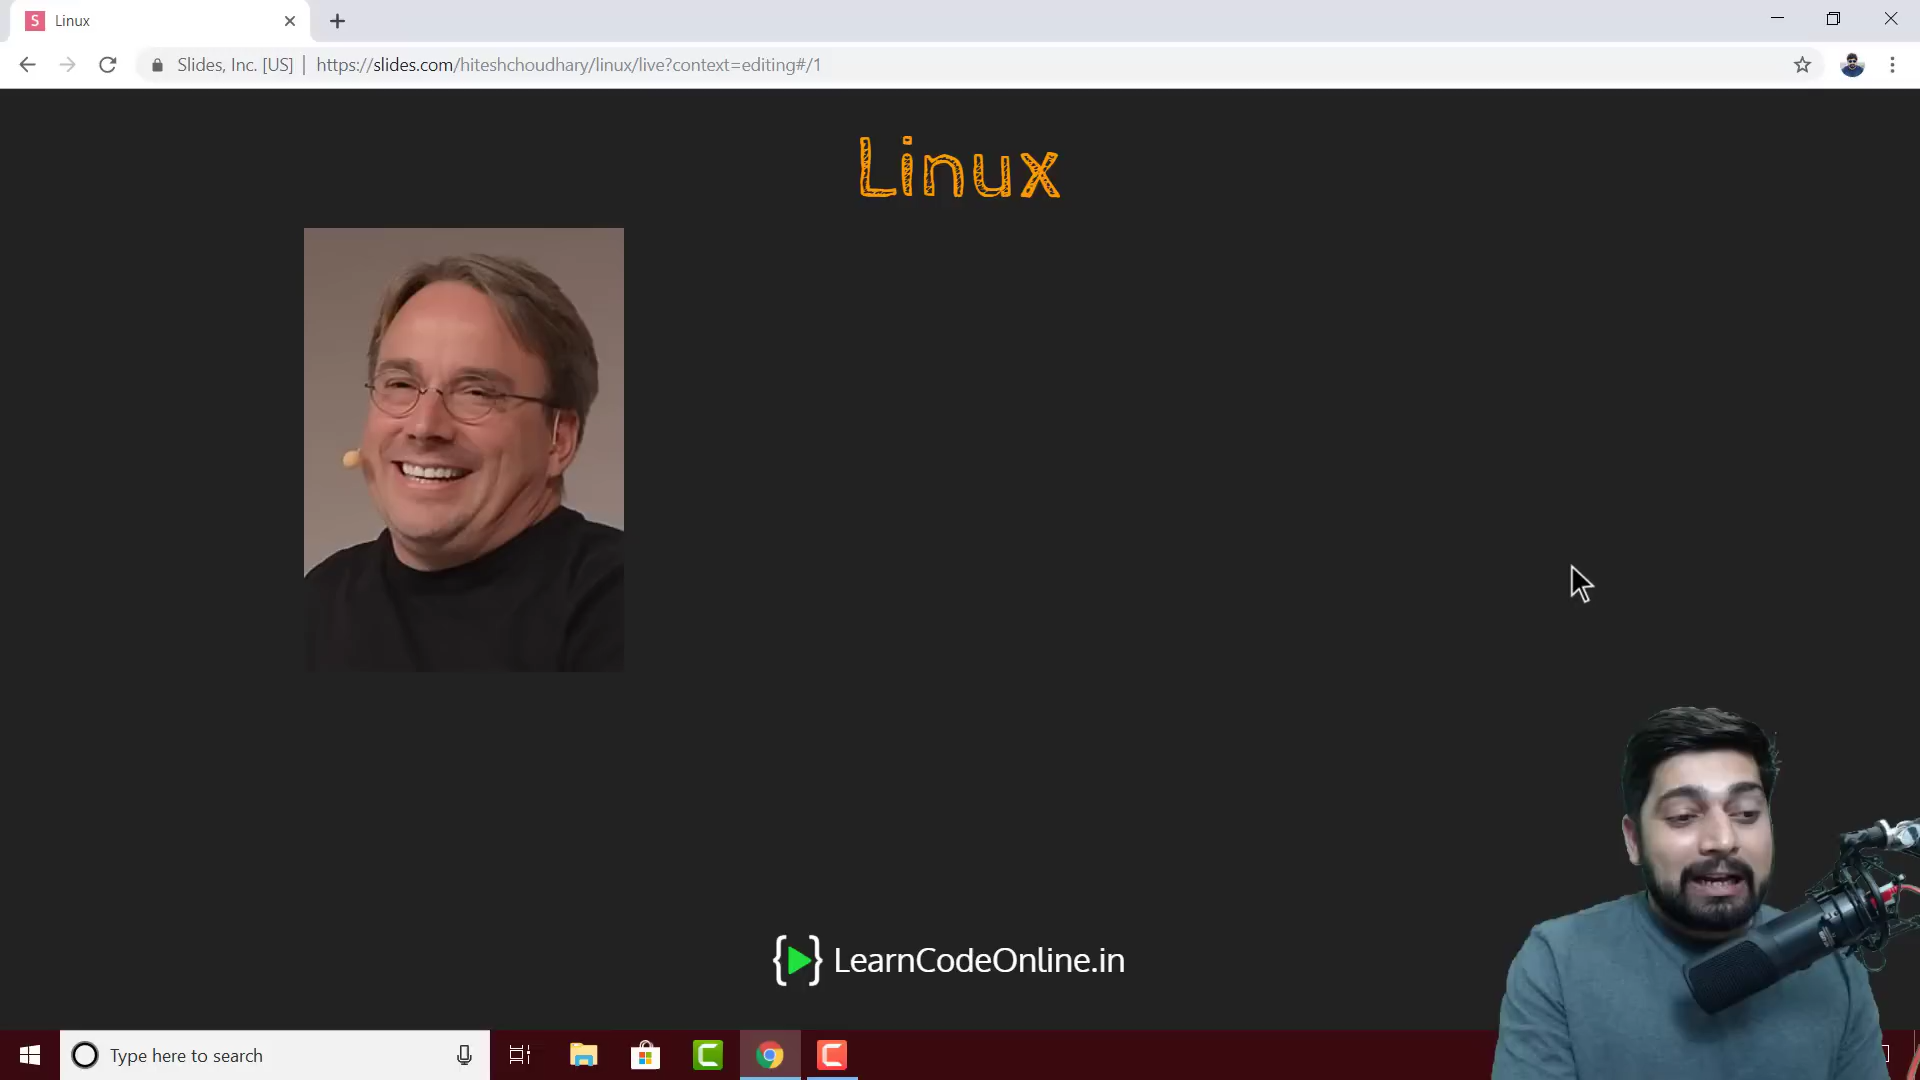 S Linux
Slides, Inc. [US] | https://slides.com/hiteshchoudhary/linux/live?context=editing#/1
Linux
{▶} LearnCodeOnline.in
Type here to search